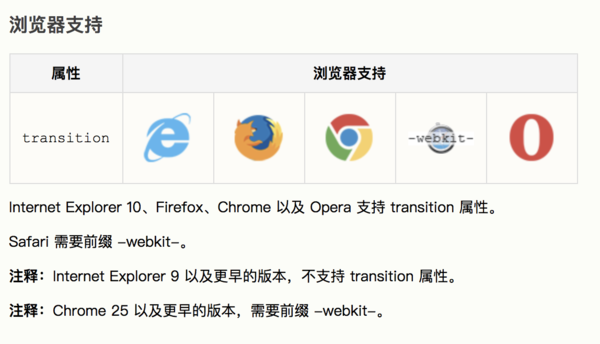 浏览器支持
属性 浏览器支持
transition -webkit-
Internet Explorer 10、Firefox、Chrome 以及 Opera 支持 transition 属性。
Safari 需要前缀 -webkit-。
注释：Internet Explorer 9 以及更早的版本，不支持 transition 属性。
注释：Chrome 25 以及更早的版本，需要前缀 -webkit-。